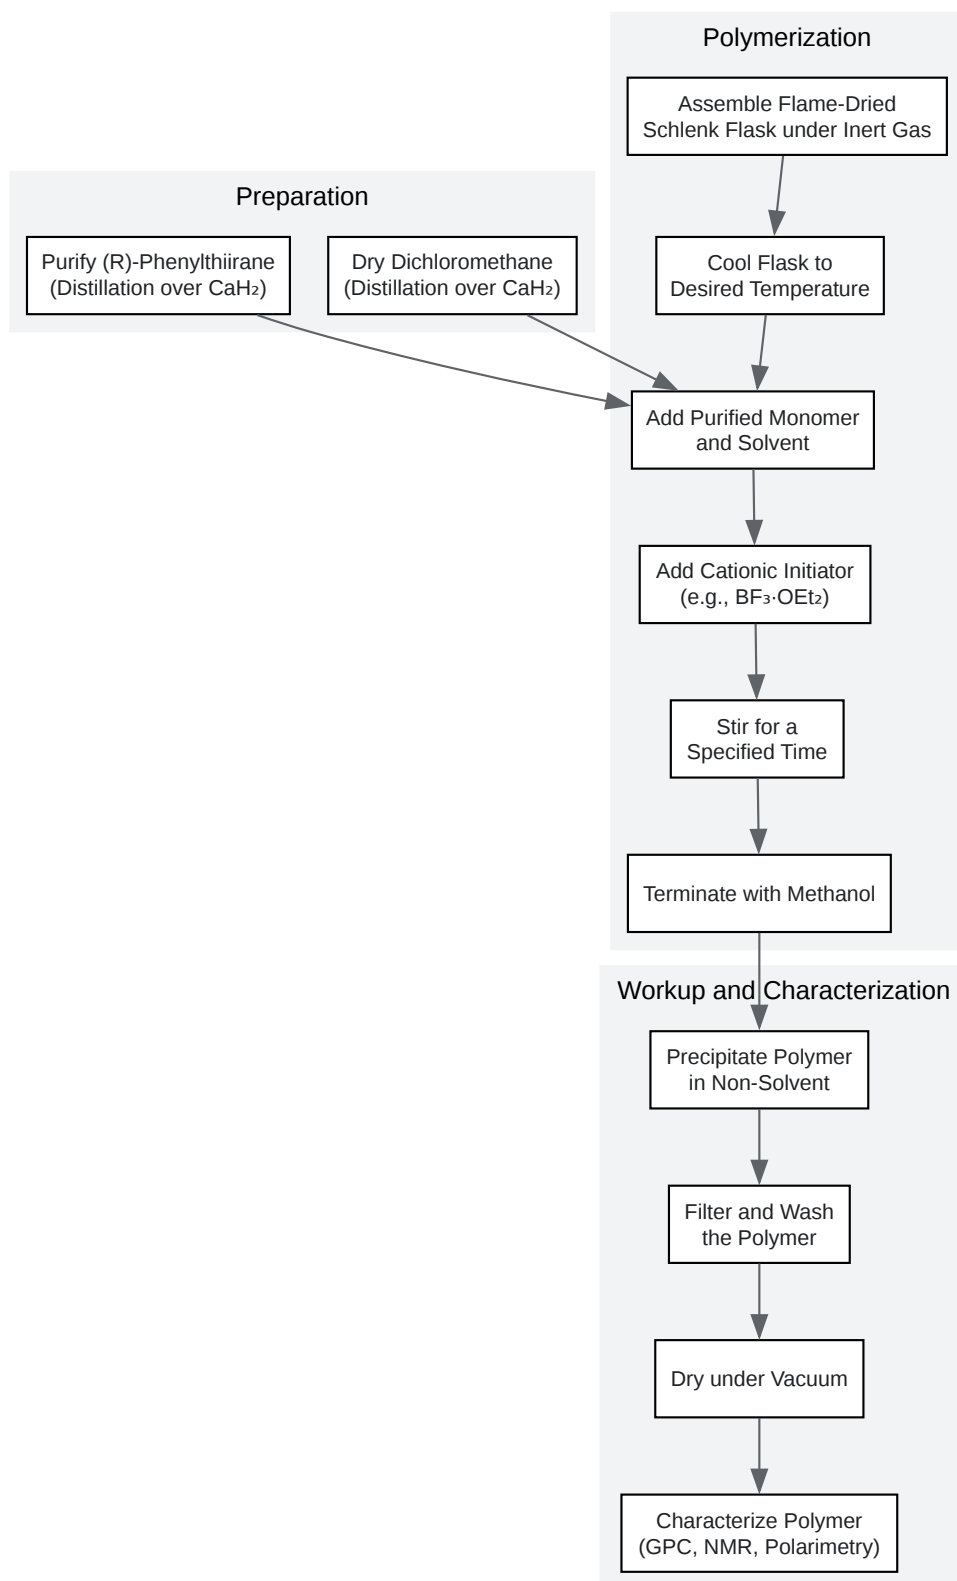 Polymerization
Assemble Flame-Dried
Schlenk Flask under Inert Gas
Preparation
Purify (R)-Phenylthiirane
(Distillation over CaH₂)
Dry Dichloromethane
(Distillation over CaH₂)
Cool Flask to
Desired Temperature
Add Purified Monomer
and Solvent
Add Cationic Initiator
(e.g., BF₃·OEt₂)
Stir for a
Specified Time
Terminate with Methanol
Workup and Characterization
Precipitate Polymer
in Non-Solvent
Filter and Wash
the Polymer
Dry under Vacuum
Characterize Polymer
(GPC, NMR, Polarimetry)